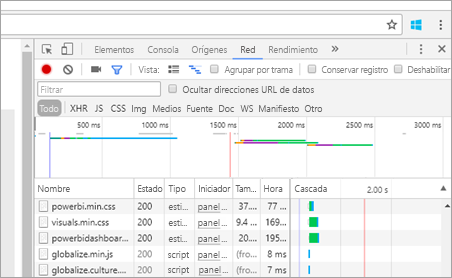 Elementos Consola Orígenes Red Rendimiento »
Vista: Agrupar por trama Conservar registro Deshabilitar
Filtrar Ocultar direcciones URL de datos
Todo XHR JS CSS Img Medios Fuente Doc WS Manifiesto Otro
500 ms 1000 ms 1500 ms 2000 ms 2500 ms 3000 ms
Nombre Estado Tipo Iniciador Tam... Hora Cascada 2.00 s
powerbi.min.css 200 esti... panel... 37.... 77 ...
visuals.min.css 200 esti... panel... 9.4 ... 169...
powerbidashboar... 200 esti... panel... 20.... 195...
globalize.min.js 200 script panel... (fro... 8 ms
globalize.culture.... 200 script panel... (fro... 7 ms